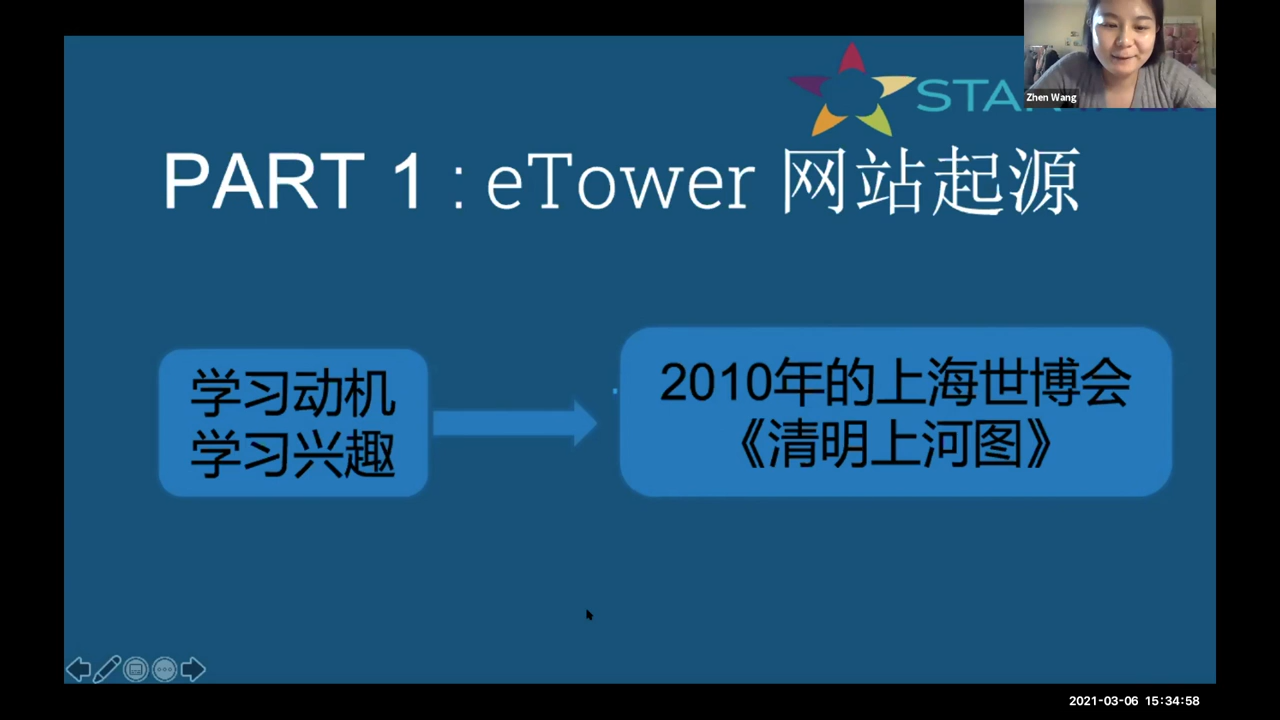 Zhen Wang
PART 1 : eTower 网站起源
学习动机
学习兴趣
2010年的上海世博会
《清明上河图》
2021-03-06 15:34:58